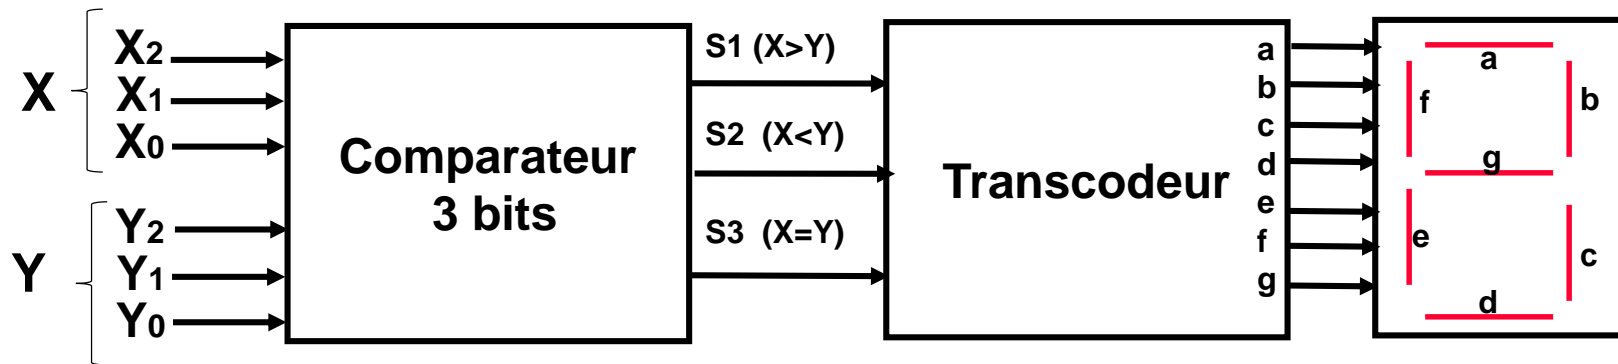 X
X2
X1
X0
Y
Y2
Y1
Y0
Comparateur
3 bits
S1 (X>Y)
S2 (X<Y)
S3 (X=Y)
Transcodeur
a
b
c
d
e
f
g
a
f
b
g
e
c
d